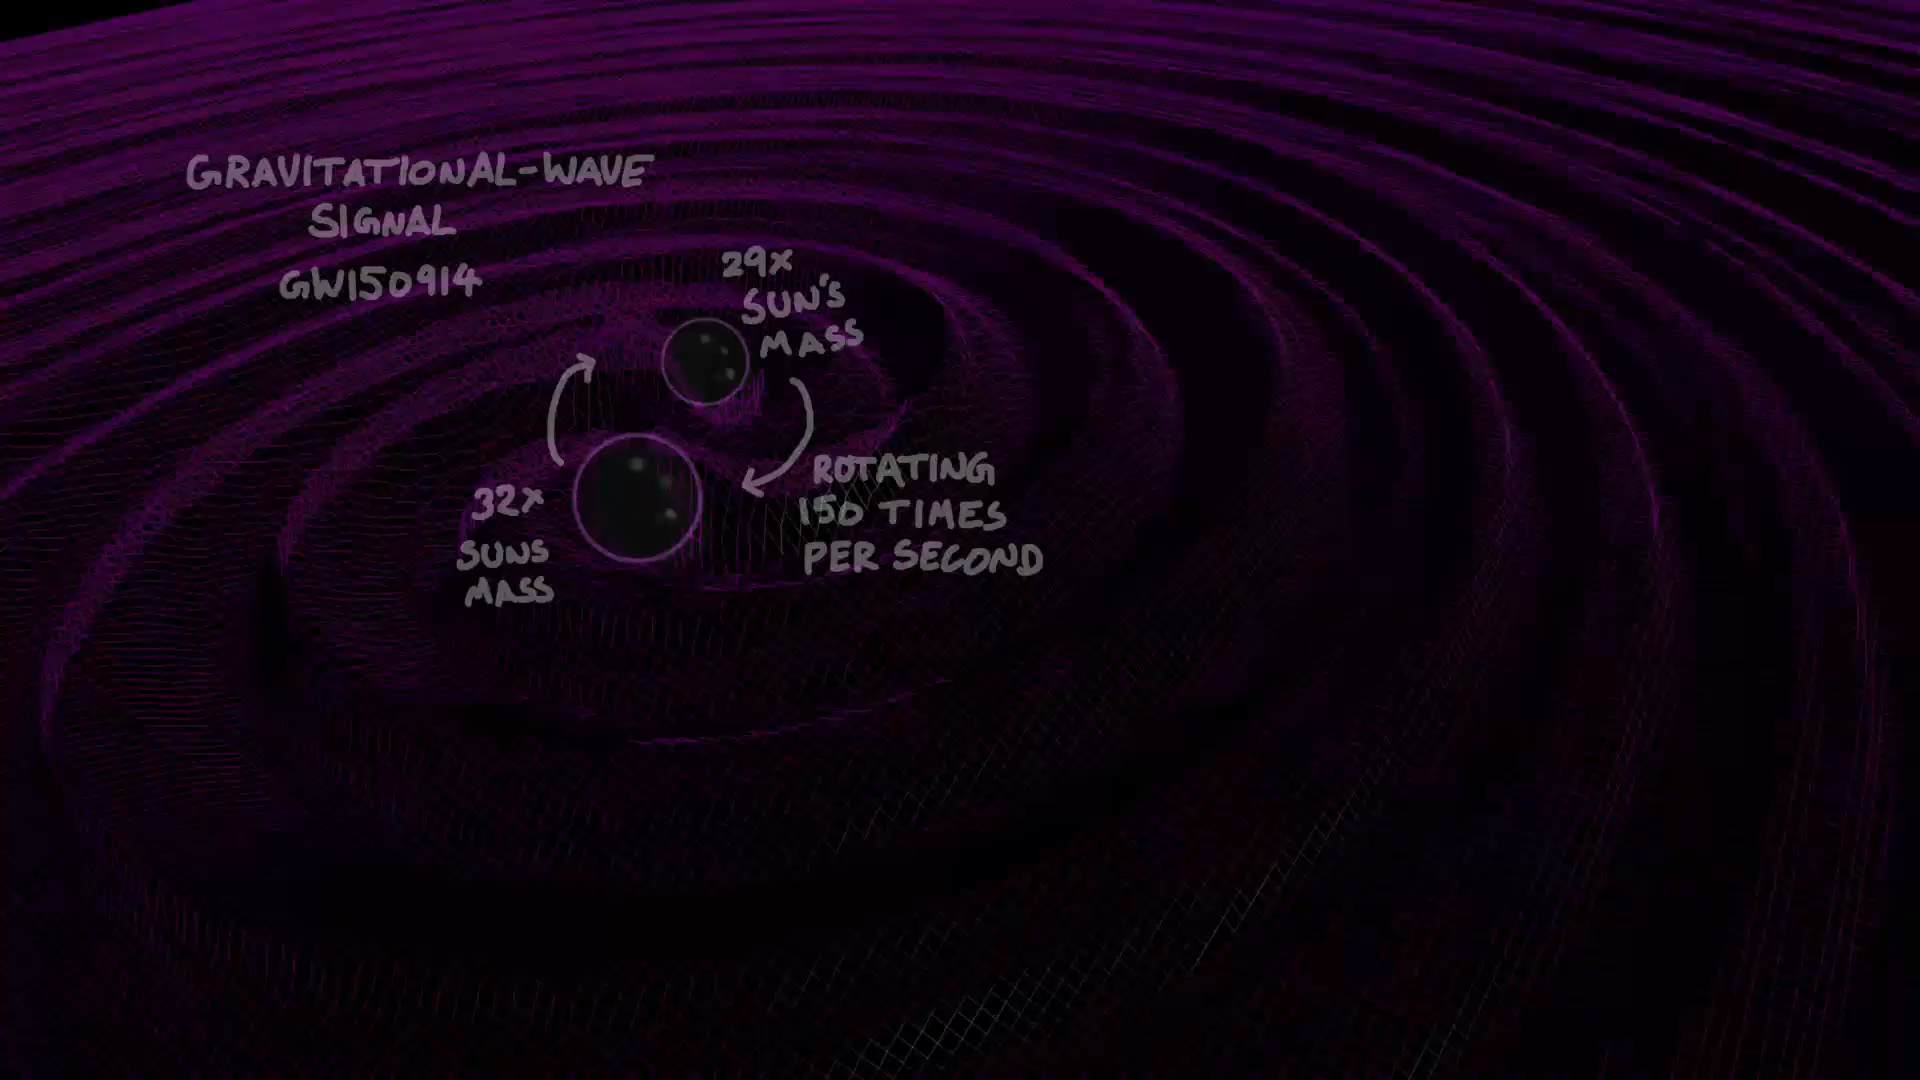 GRAVITATIONAL-WAVE
SIGNAL
GW150914
29x
SUN'S
MASS
32x
SUNS
MASS
ROTATING
150 TIMES
PER SECOND